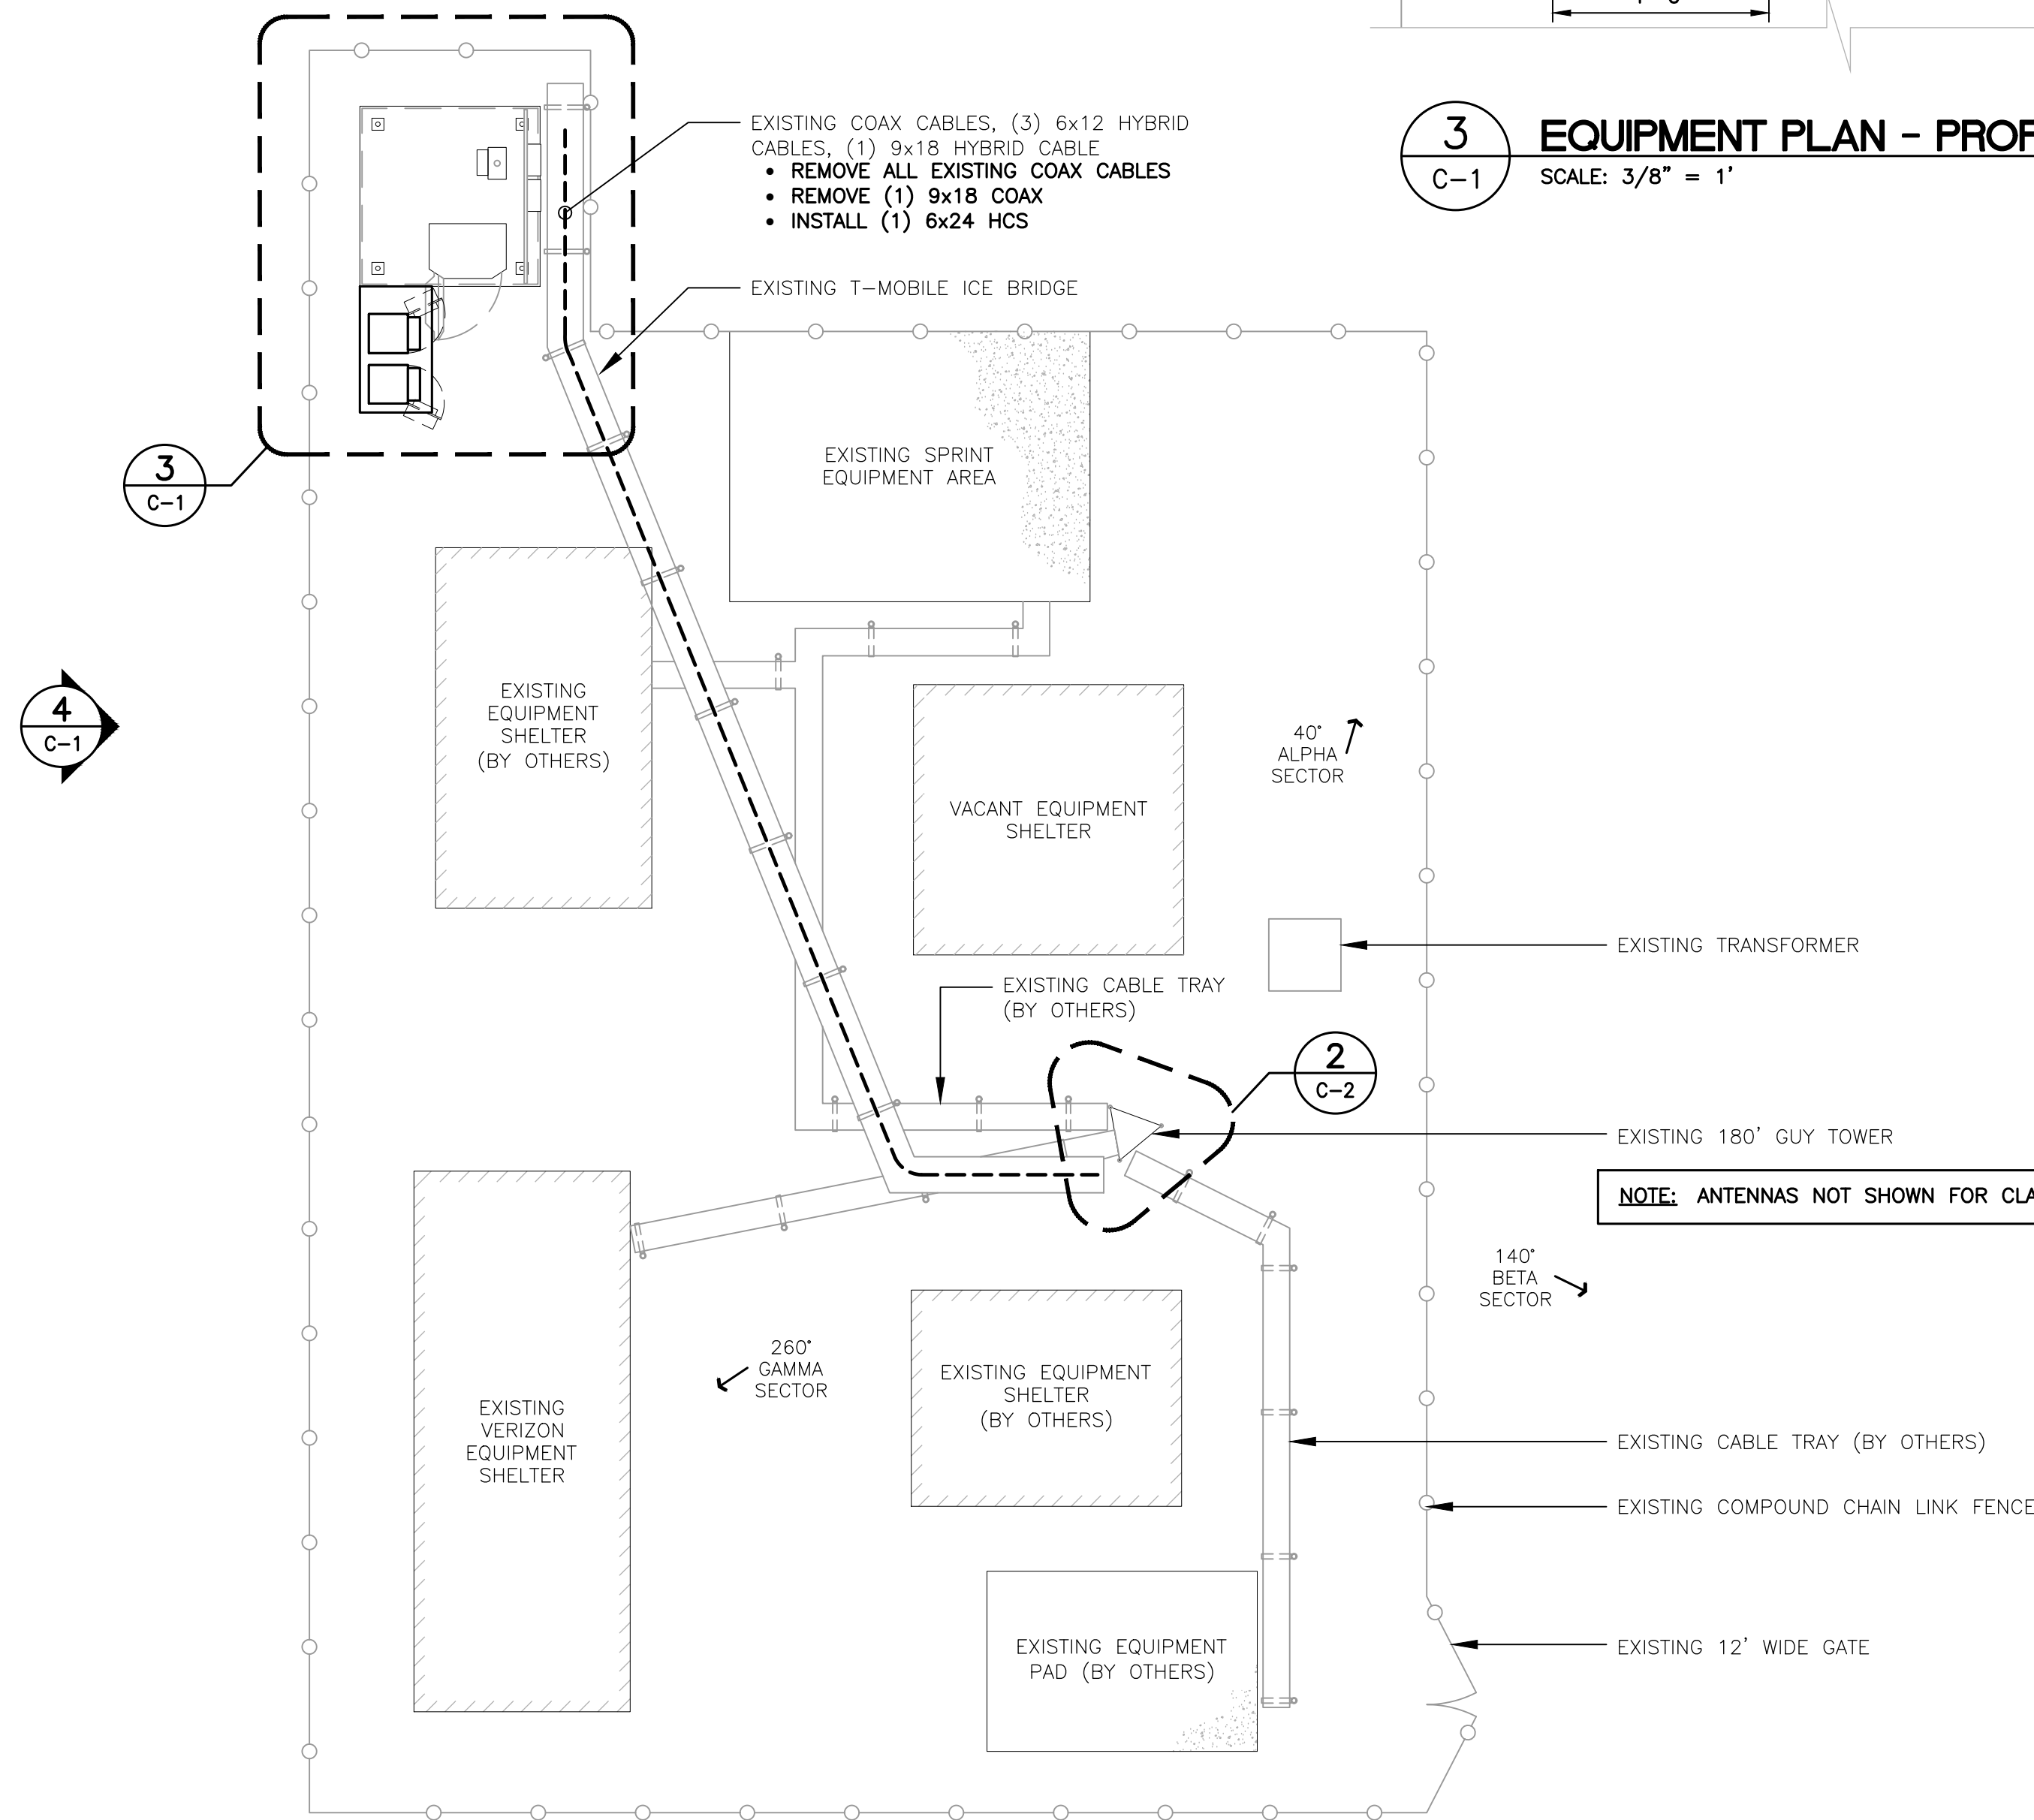 EXISTING COAX CABLES, (3) 6x12 HYBRID
CABLES, (1) 9x18 HYBRID CABLE
• REMOVE ALL EXISTING COAX CABLES
• REMOVE (1) 9x18 COAX
• INSTALL (1) 6x24 HCS
3
C-1
EQUIPMENT PLAN -
SCALE: 3/8" = 1'
EXISTING T-MOBILE ICE BRIDGE
EXISTING SPRINT
EQUIPMENT AREA
3
C-1
EXISTING
EQUIPMENT
SHELTER
(BY OTHERS)
4
C-1
40°
ALPHA
SECTOR
VACANT EQUIPMENT
SHELTER
EXISTING TRANSFORMER
EXISTING CABLE TRAY
(BY OTHERS)
2
C-2
EXISTING 180' GUY TOWER
NOTE: ANTENNAS NOT SHOWN FOR
140°
BETA
SECTOR
260°
GAMMA
SECTOR
EXISTING EQUIPMENT
SHELTER
(BY OTHERS)
EXISTING
VERIZON
EQUIPMENT
SHELTER
EXISTING CABLE TRAY (BY OTHERS)
EXISTING COMPOUND CHAIN LINK FENCE
EXISTING EQUIPMENT
PAD (BY OTHERS)
EXISTING 12' WIDE GATE